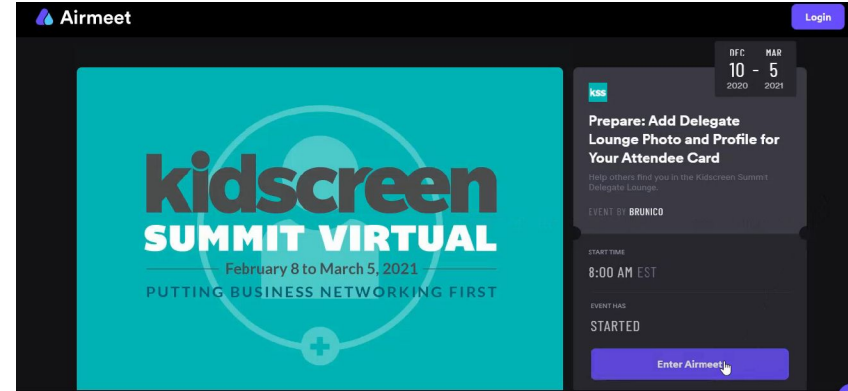 Airmeet
Login
DEC MAR
10 - 5
2020 2021
kss
Prepare: Add Delegate
Lounge Photo and Profile for
Your Attendee Card
Help others find you in the Kidscreen Summit
Delegate Lounge.
EVENT BY BRUNICO
kidscreen
SUMMIT VIRTUAL
February 8 to March 5, 2021
PUTTING BUSINESS NETWORKING FIRST
START TIME
8:00 AM EST
EVENT HAS
STARTED
Enter Airmeet